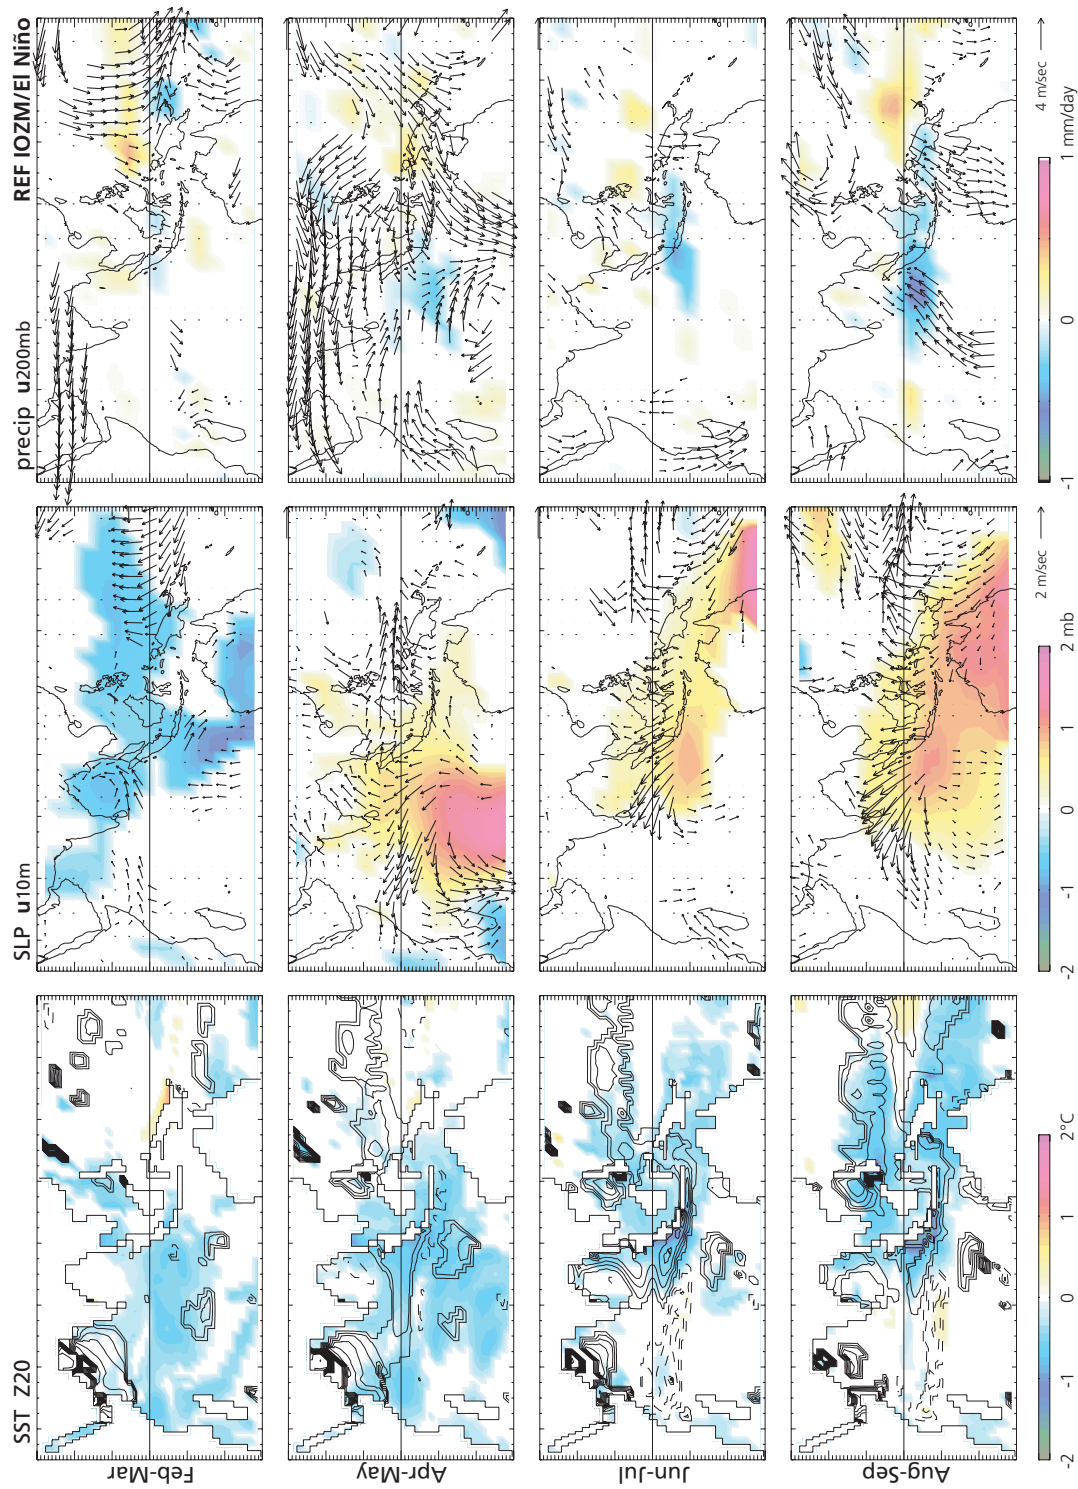 REF IOZM/El Niño
SST Z20
SLP u10m
precip u200mb
Feb-Mar
Apr-May
Jun-Jul
Aug-Sep
2 m/sec
4 m/sec
-2 -1 0 1 2°C
-2 -1 0 1 2 mb
-1 0 1 mm/day